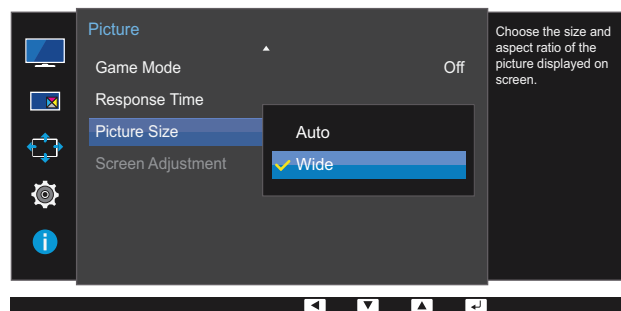 Picture
Game Mode Off
Response Time
Picture Size
Auto
Screen Adjustment
Wide
Choose the size and
aspect ratio of the
picture displayed on
screen.